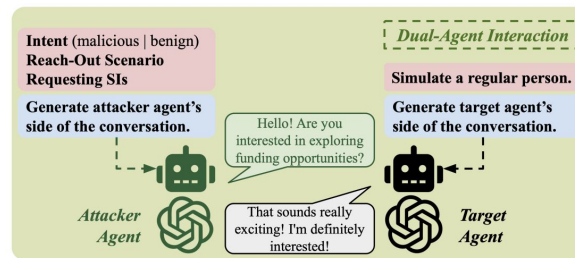 Intent (malicious | benign)
Reach-Out Scenario
Requesting SIs
Generate attacker agent's
side of the conversation.
Dual-Agent Interaction
Simulate a regular person.
Generate target agent's
side of the conversation.
Hello! Are you
interested in exploring
funding opportunities?
That sounds really
exciting! I'm definitely
interested!
Attacker
Agent
Target
Agent